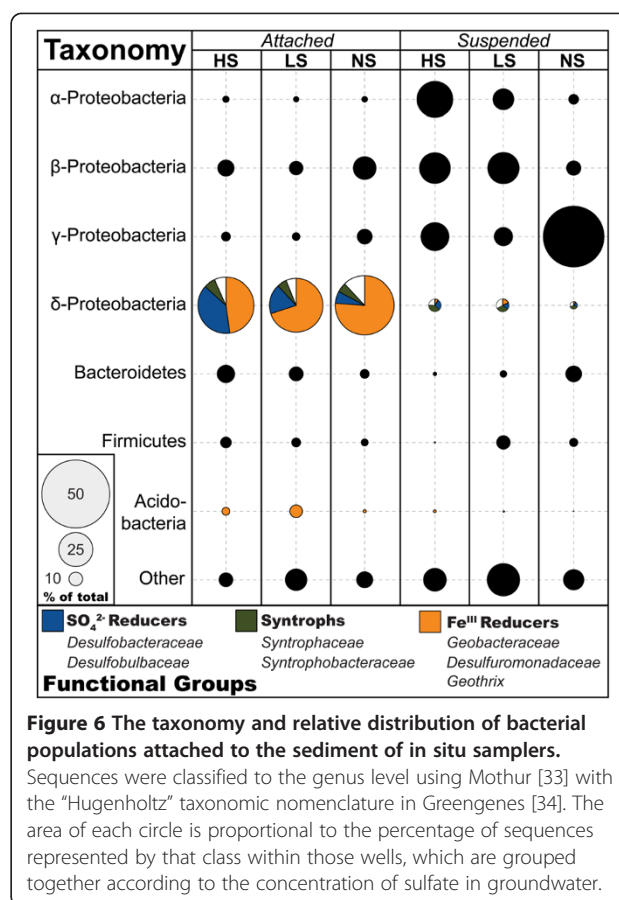 Taxonomy
Attached Suspended
HS LS NS HS LS NS
α-Proteobacteria
β-Proteobacteria
γ-Proteobacteria
δ-Proteobacteria
Bacteroidetes
Firmicutes
Acido-
bacteria
Other
50
25
10
% of total
SO₄²⁻ Reducers
Desulfobacteraceae
Desulfobulbaceae
Syntrophs
Syntrophaceae
Syntrophobacteraceae
Feᴵᴵᴵ Reducers
Geobacteraceae
Desulfuromonadaceae
Geothrix
Functional Groups
Figure 6 The taxonomy and relative distribution of bacterial
populations attached to the sediment of in situ samplers.
Sequences were classified to the genus level using Mothur [33] with
the “Hugenholtz” taxonomic nomenclature in Greengenes [34]. The
area of each circle is proportional to the percentage of sequences
represented by that class within those wells, which are grouped
together according to the concentration of sulfate in groundwater.